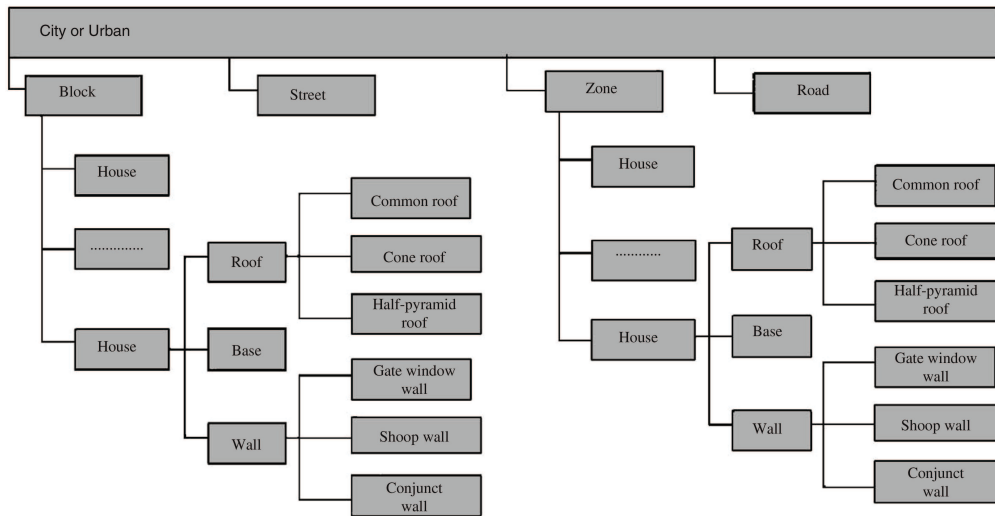 City or Urban
Block
Street
Zone
Road
House
..............
House
Roof
Base
Wall
Common roof
Cone roof
Half-pyramid
roof
Gate window
wall
Shoop wall
Conjunct
wall
House
............
House
Roof
Base
Wall
Common roof
Cone roof
Half-pyramid
roof
Gate window
wall
Shoop wall
Conjunct
wall